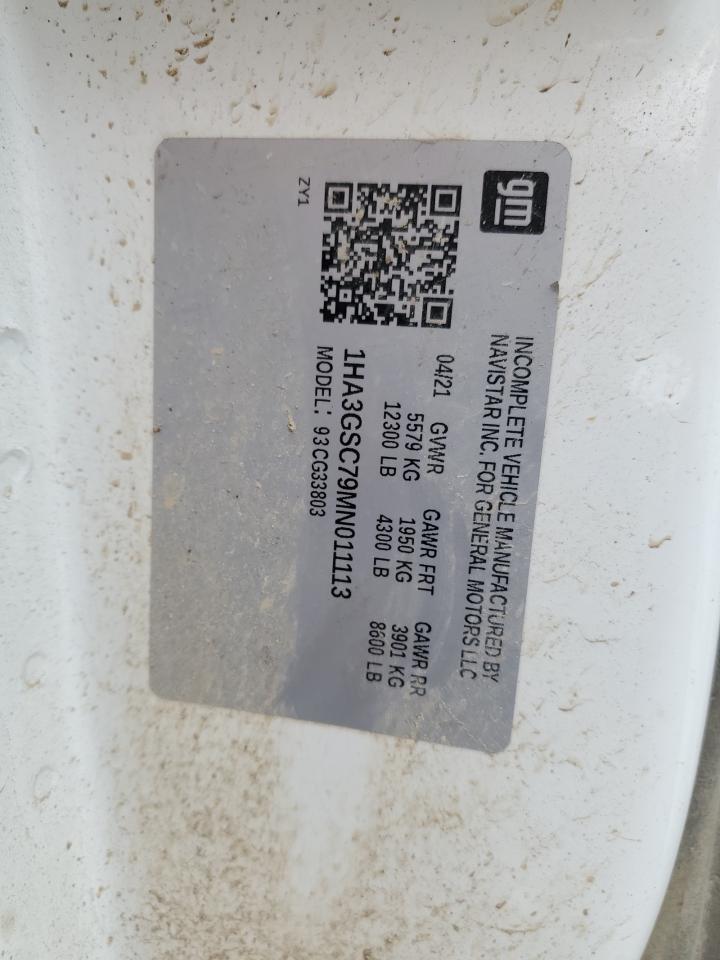 gm
INCOMPLETE VEHICLE MANUFACTURED BY
NAVISTAR INC. FOR GENERAL MOTORS LLC
04/21 GVWR GAWR FRT GAWR RR
5579 KG 1950 KG 3901 KG
12300 LB 4300 LB 8600 LB
1HA3GSC79MN011113
MODEL: 93CG33803
ZY1